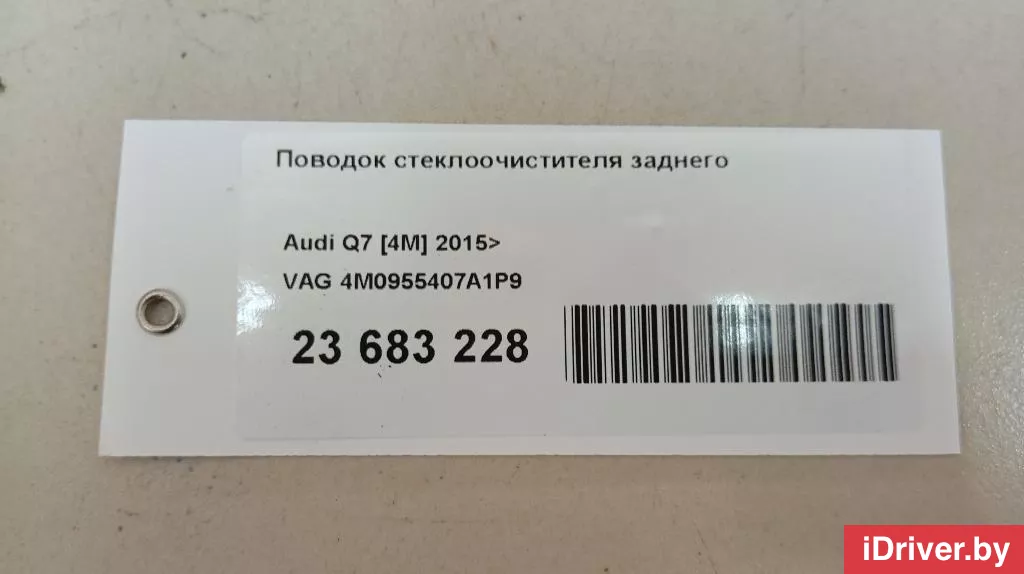 Поводок стеклоочистителя заднего
Audi Q7 [4M] 2015>
VAG 4M0955407A1P9
23 683 228
iDriver.by